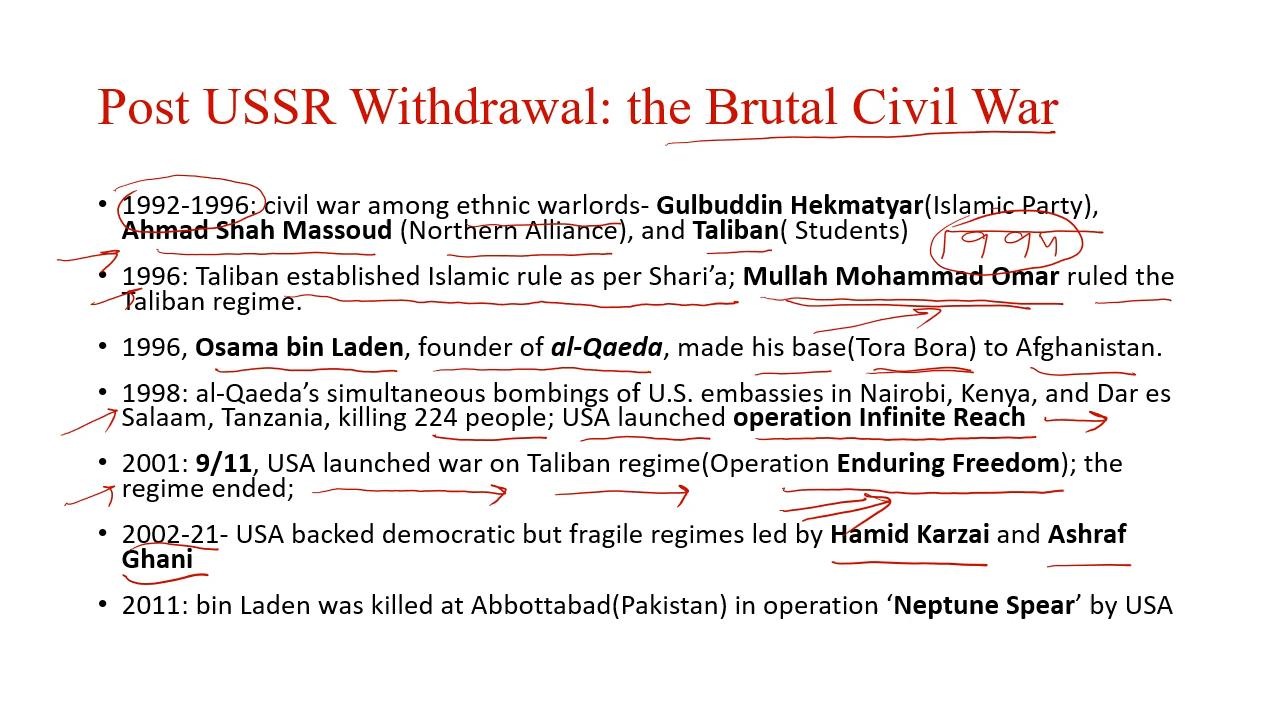 Post USSR Withdrawal: the Brutal Civil War
• 1992-1996: civil war among ethnic warlords- Gulbuddin Hekmatyar(Islamic Party),
Ahmad Shah Massoud (Northern Alliance), and Taliban( Students)
1994
• 1996: Taliban established Islamic rule as per Shari’a; Mullah Mohammad Omar ruled the
Taliban regime.
• 1996, Osama bin Laden, founder of al-Qaeda, made his base(Tora Bora) to Afghanistan.
• 1998: al-Qaeda’s simultaneous bombings of U.S. embassies in Nairobi, Kenya, and Dar es
Salaam, Tanzania, killing 224 people; USA launched operation Infinite Reach
• 2001: 9/11, USA launched war on Taliban regime(Operation Enduring Freedom); the
regime ended;
• 2002-21- USA backed democratic but fragile regimes led by Hamid Karzai and Ashraf
Ghani
• 2011: bin Laden was killed at Abbottabad(Pakistan) in operation ‘Neptune Spear’ by USA